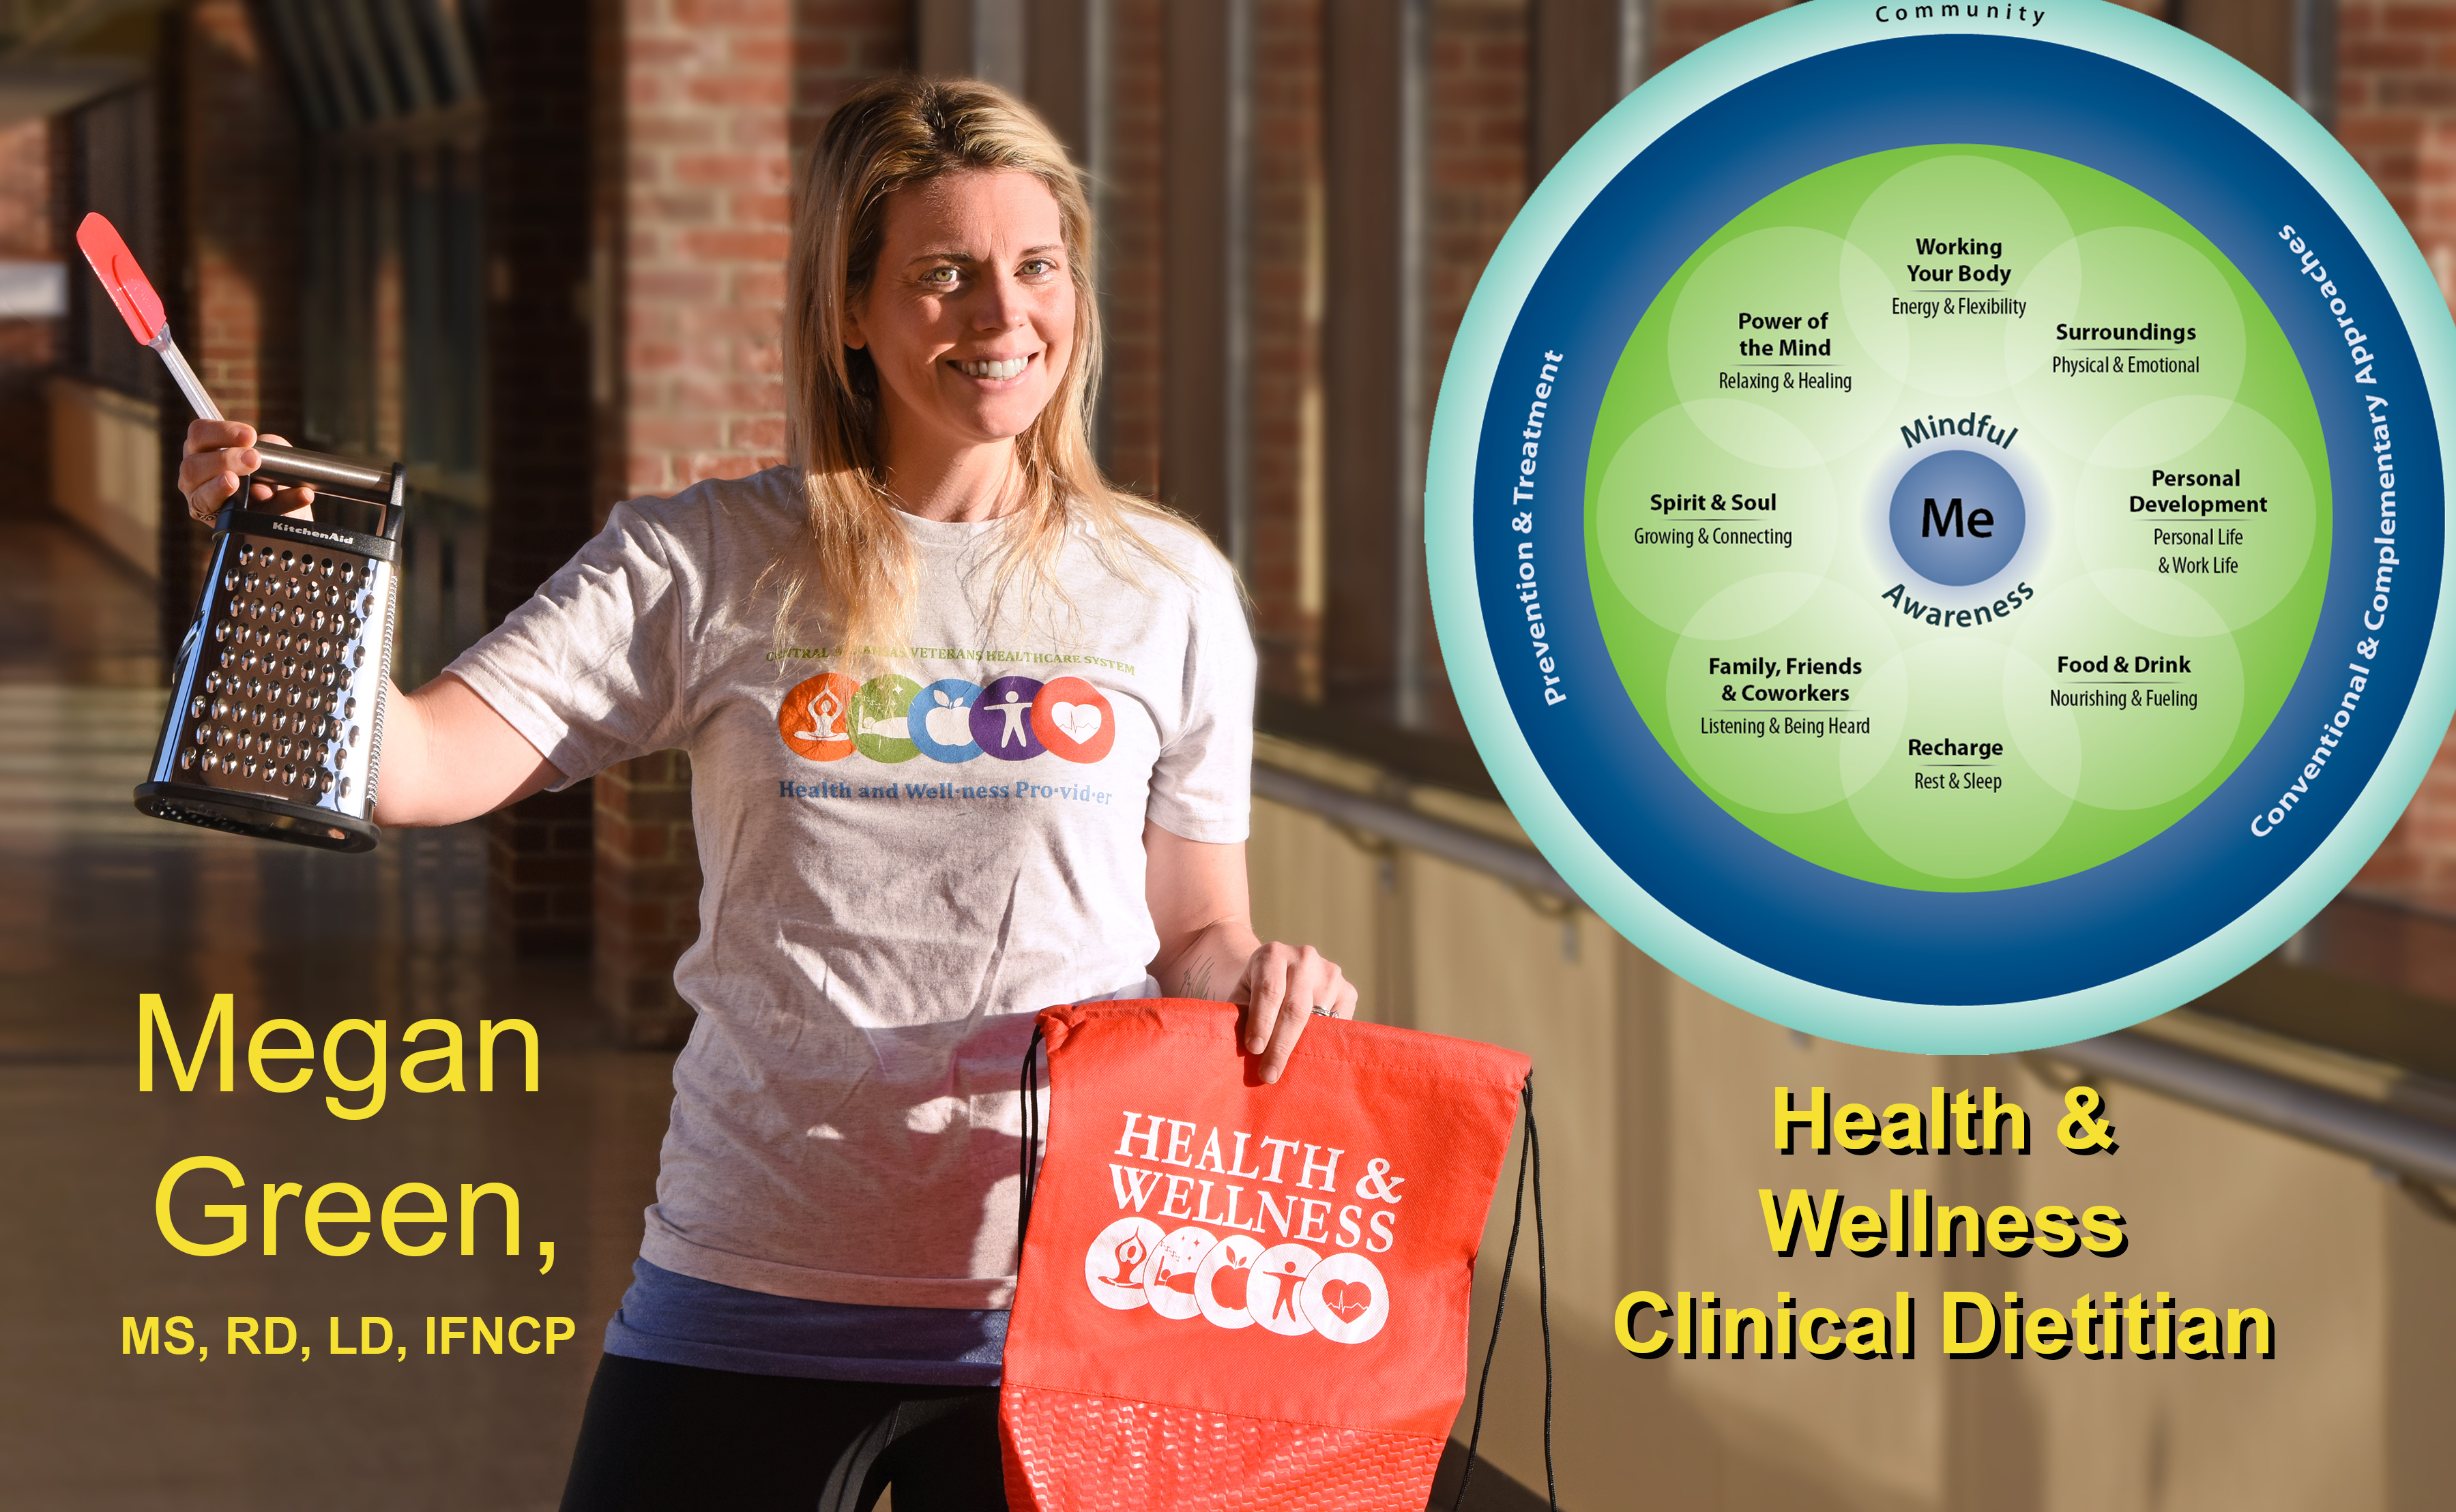 Community
Prevention & Treatment
Conventional & Complementary Approaches
Working
Your Body
Energy & Flexibility
Surroundings
Physical & Emotional
Personal
Development
Personal Life
& Work Life
Food & Drink
Nourishing & Fueling
Recharge
Rest & Sleep
Family, Friends
& Coworkers
Listening & Being Heard
Spirit & Soul
Growing & Connecting
Power of
the Mind
Relaxing & Healing
Mindful
Me
Awareness
KitchenAid
VETERANS HEALTHCARE SYSTEM
Health and Well·ness Pro·vid·er
HEALTH &
WELLNESS
Megan
Green,
MS, RD, LD, IFNCP
Health &
Wellness
Clinical Dietitian